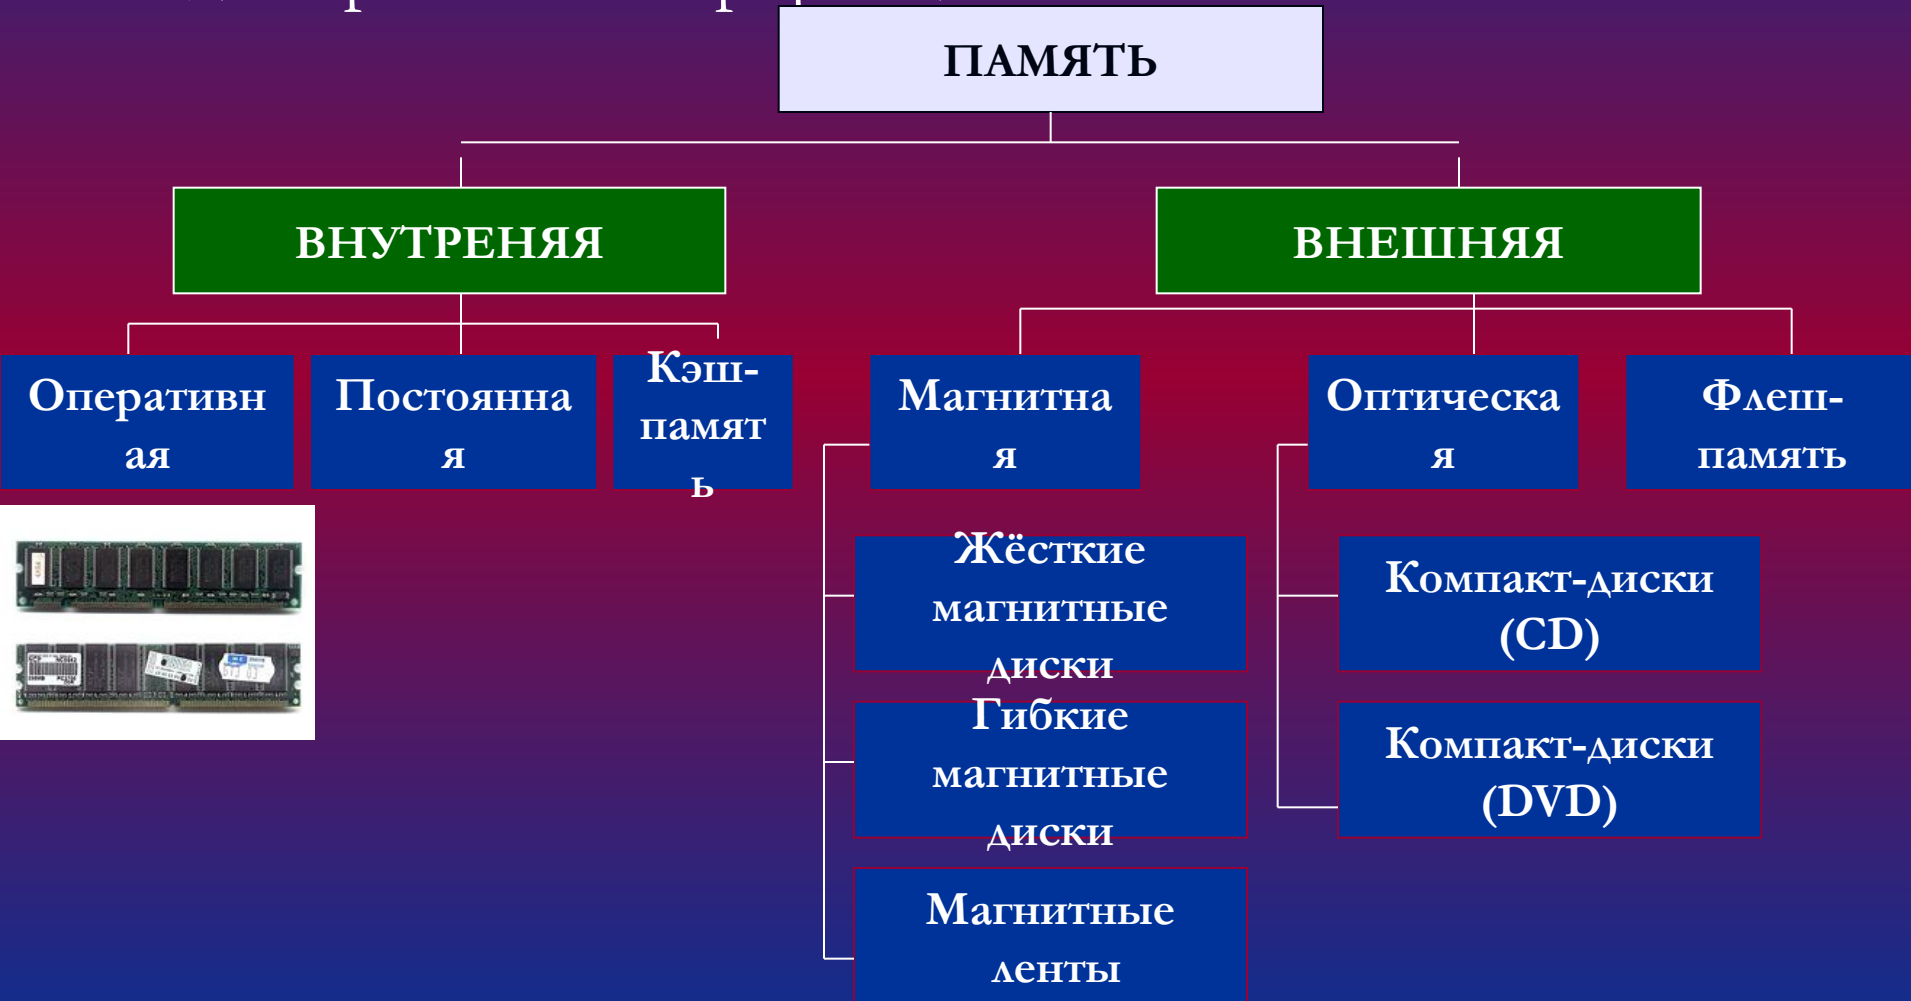 ПАМЯТЬ
ВНУТРЕНЯЯ
ВНЕШНЯЯ
Оперативн
ая
Постоянна
я
Кэш-
памят
ь
Магнитна
я
Оптическа
я
Флеш-
память
Жёсткие
магнитные
диски
Гибкие
магнитные
диски
Магнитные
ленты
Компакт-диски
(CD)
Компакт-диски
(DVD)